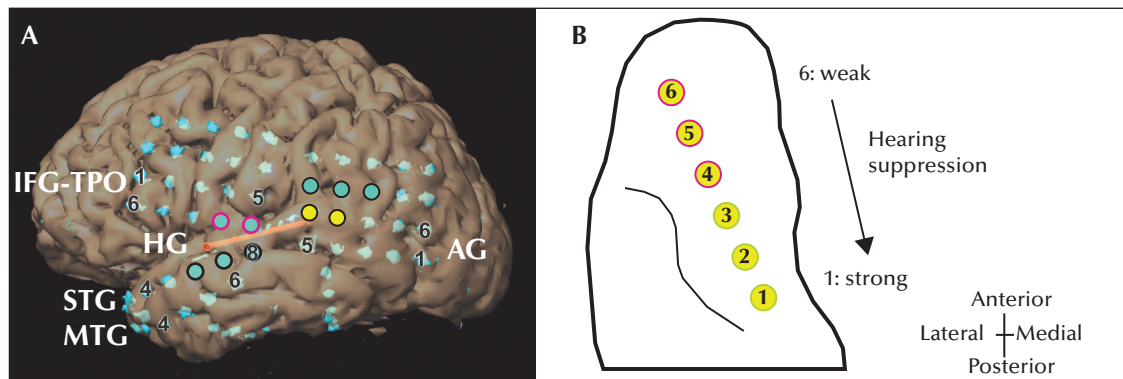 A
IFG-TPO
1
6
5
HG
8
5
6
6
1
AG
STG
4
MTG
4
B
6
5
4
3
2
1
6: weak
Hearing
suppression
1: strong
Anterior
Lateral
Medial
Posterior